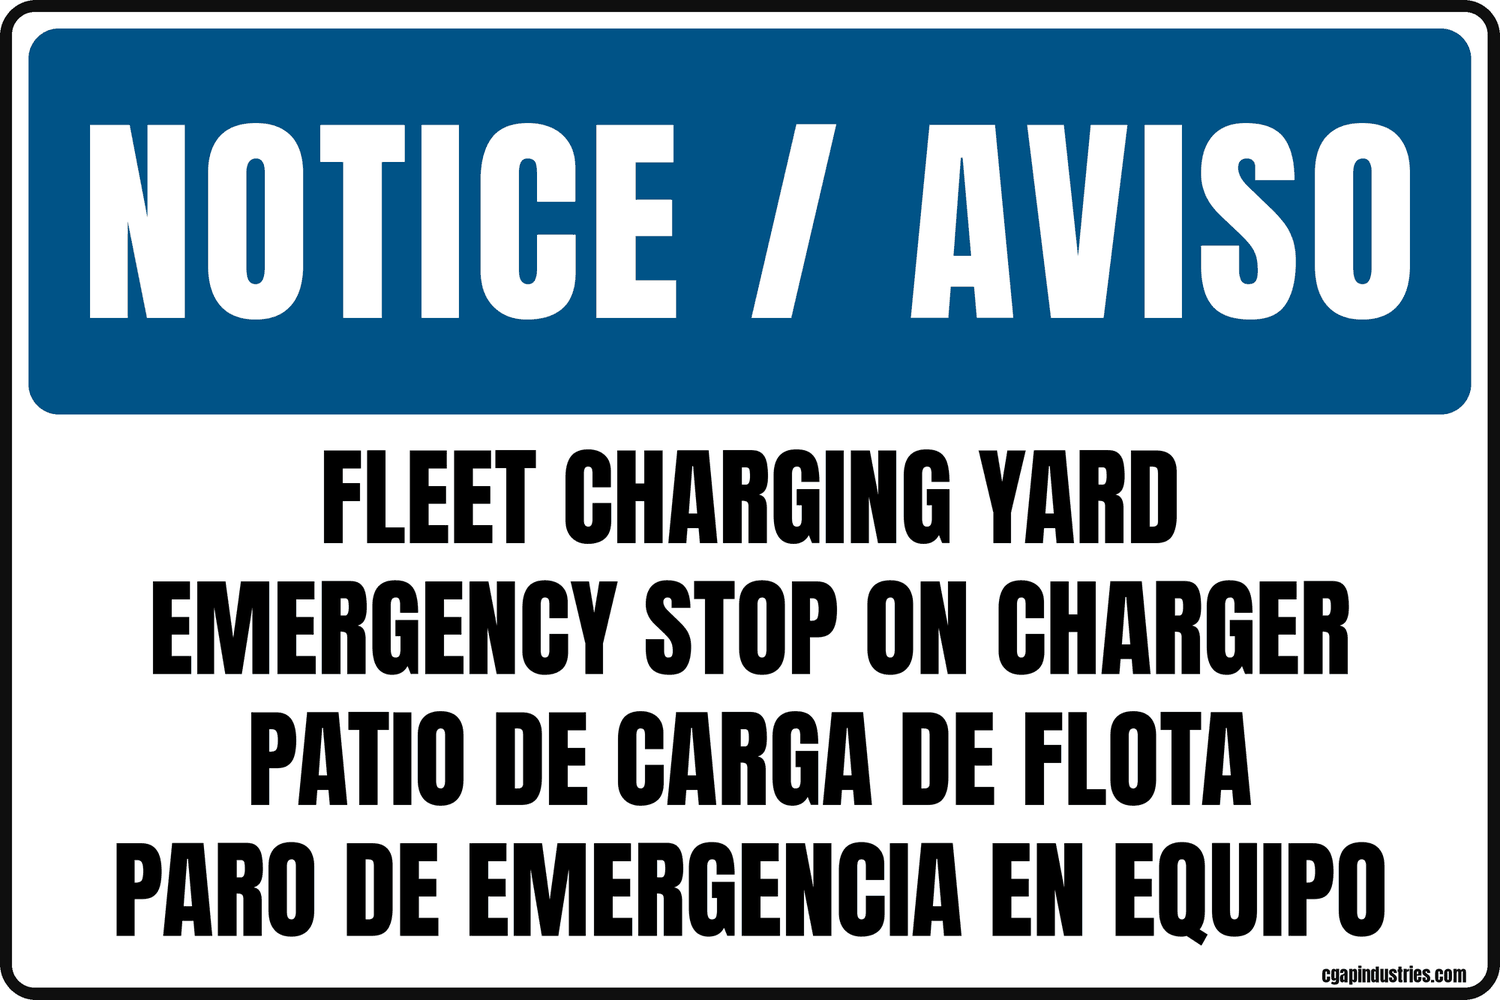 NOTICE / AVISO
FLEET CHARGING YARD
EMERGENCY STOP ON CHARGER
PATIO DE CARGA DE FLOTA
PARO DE EMERGENCIA EN EQUIPO
cgapindustries.com